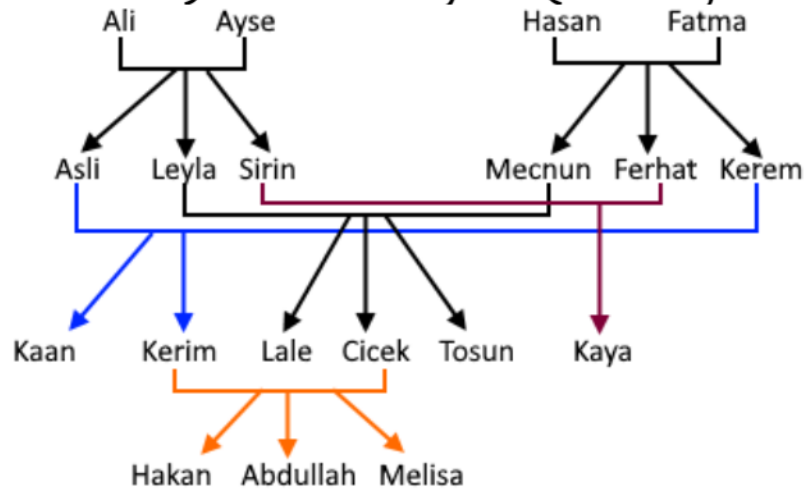 Ali Ayse Hasan Fatma
Asli Leyla Sirin Mecnun Ferhat Kerem
Kaan Kerim Lale Cicek Tosun Kaya
Hakan Abdullah Melisa